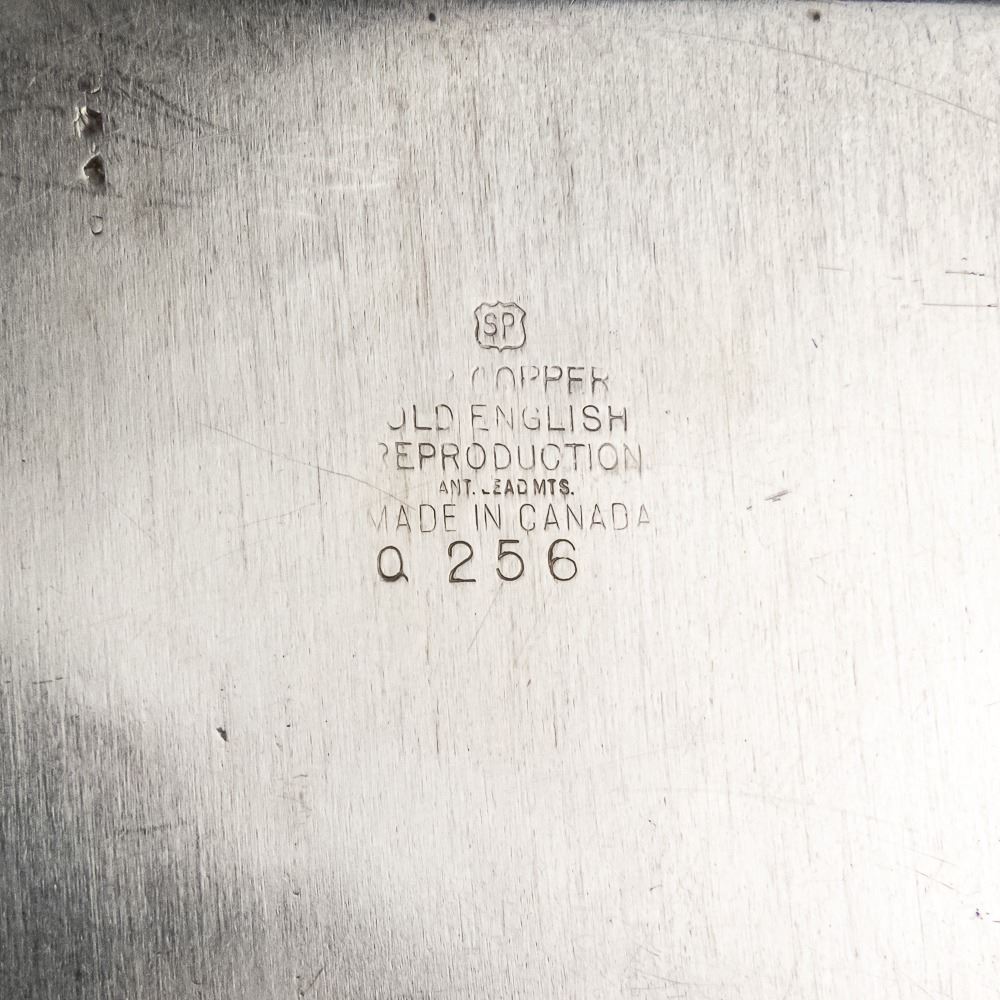 SP
COPPER
OLD ENGLISH
REPRODUCTION
ANT. LEAD MTS.
MADE IN CANADA
Q 256